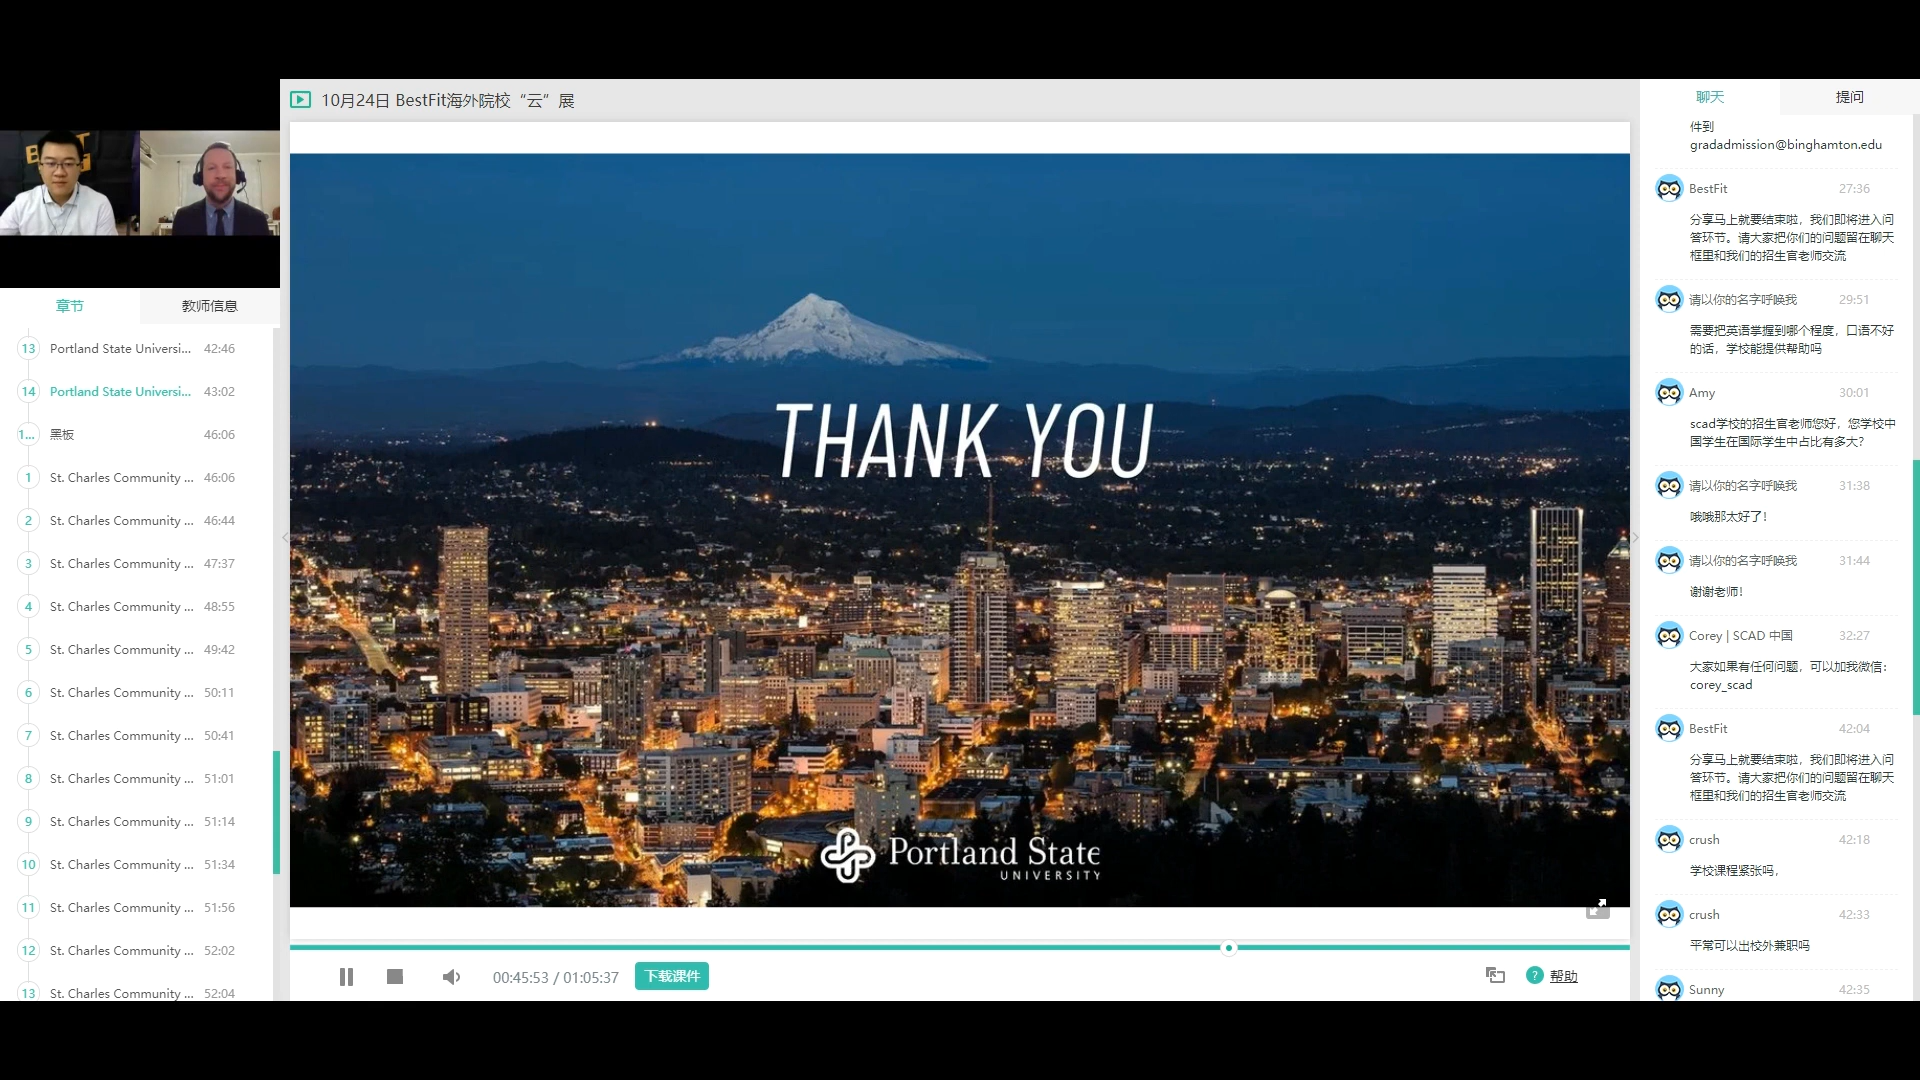 10月24日 BestFit海外院校“云”展
章节
教师信息
13 Portland State Universi... 42:46
14 Portland State Universi... 43:02
1... 黑板 46:06
1 St. Charles Community ... 46:06
2 St. Charles Community ... 46:44
3 St. Charles Community ... 47:37
4 St. Charles Community ... 48:55
5 St. Charles Community ... 49:42
6 St. Charles Community ... 50:11
7 St. Charles Community ... 50:41
8 St. Charles Community ... 51:01
9 St. Charles Community ... 51:14
10 St. Charles Community ... 51:34
11 St. Charles Community ... 51:56
12 St. Charles Community ... 52:02
13 St. Charles Community ... 52:04
THANK YOU
Portland State
UNIVERSITY
00:45:53 / 01:05:37
下载课件
? 帮助
聊天
提问
件到
gradadmission@binghamton.edu
BestFit 27:36
分享马上就要结束啦，我们即将进入问
答环节。请大家把你们的问题留在聊天
框里和我们的招生官老师交流
请以你的名字呼唤我 29:51
需要把英语掌握到哪个程度，口语不好
的话，学校能提供帮助吗
Amy 30:01
scad学校的招生官老师您好，您学校中
国学生在国际学生中占比有多大？
请以你的名字呼唤我 31:38
哦哦那太好了！
请以你的名字呼唤我 31:44
谢谢老师！
Corey | SCAD 中国 32:27
大家如果有任何问题，可以加我微信：
corey_scad
BestFit 42:04
分享马上就要结束啦，我们即将进入问
答环节。请大家把你们的问题留在聊天
框里和我们的招生官老师交流
crush 42:18
学校课程紧张吗，
crush 42:33
平常可以出校外兼职吗
Sunny 42:35